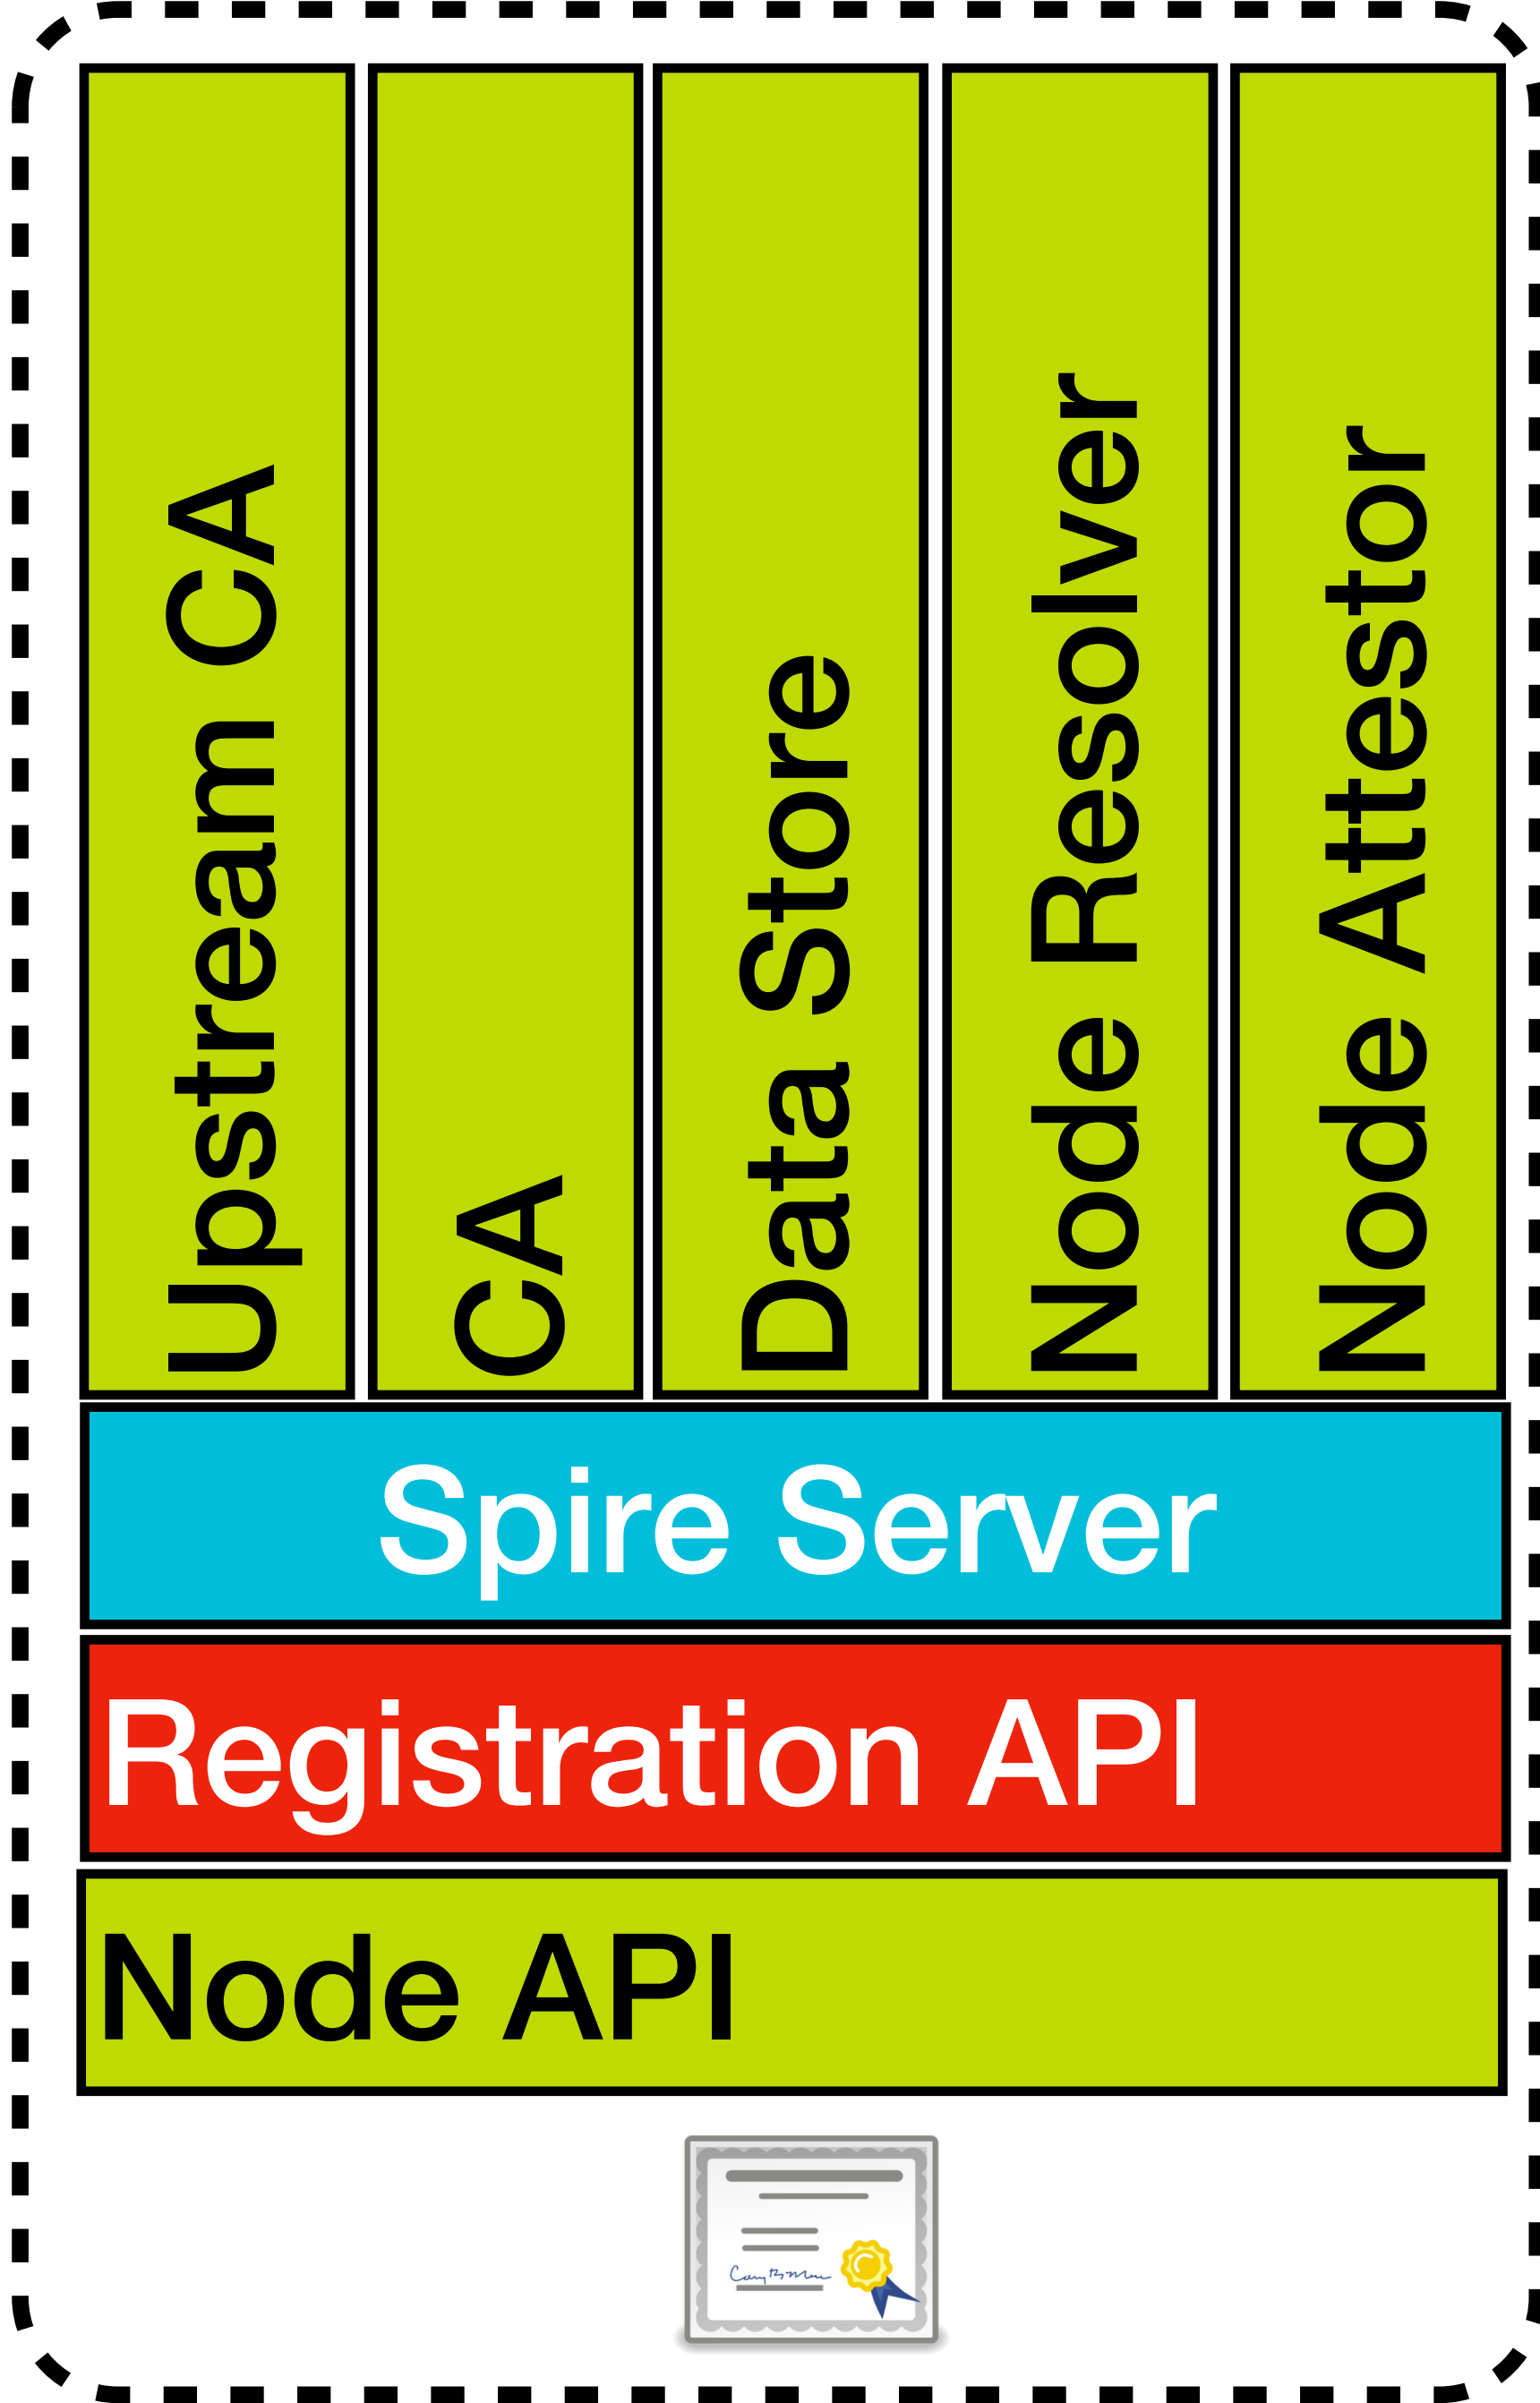 Upstream CA
CA
Data Store
Node Resolver
Node Attestor
Spire Server
Registration API
Node API